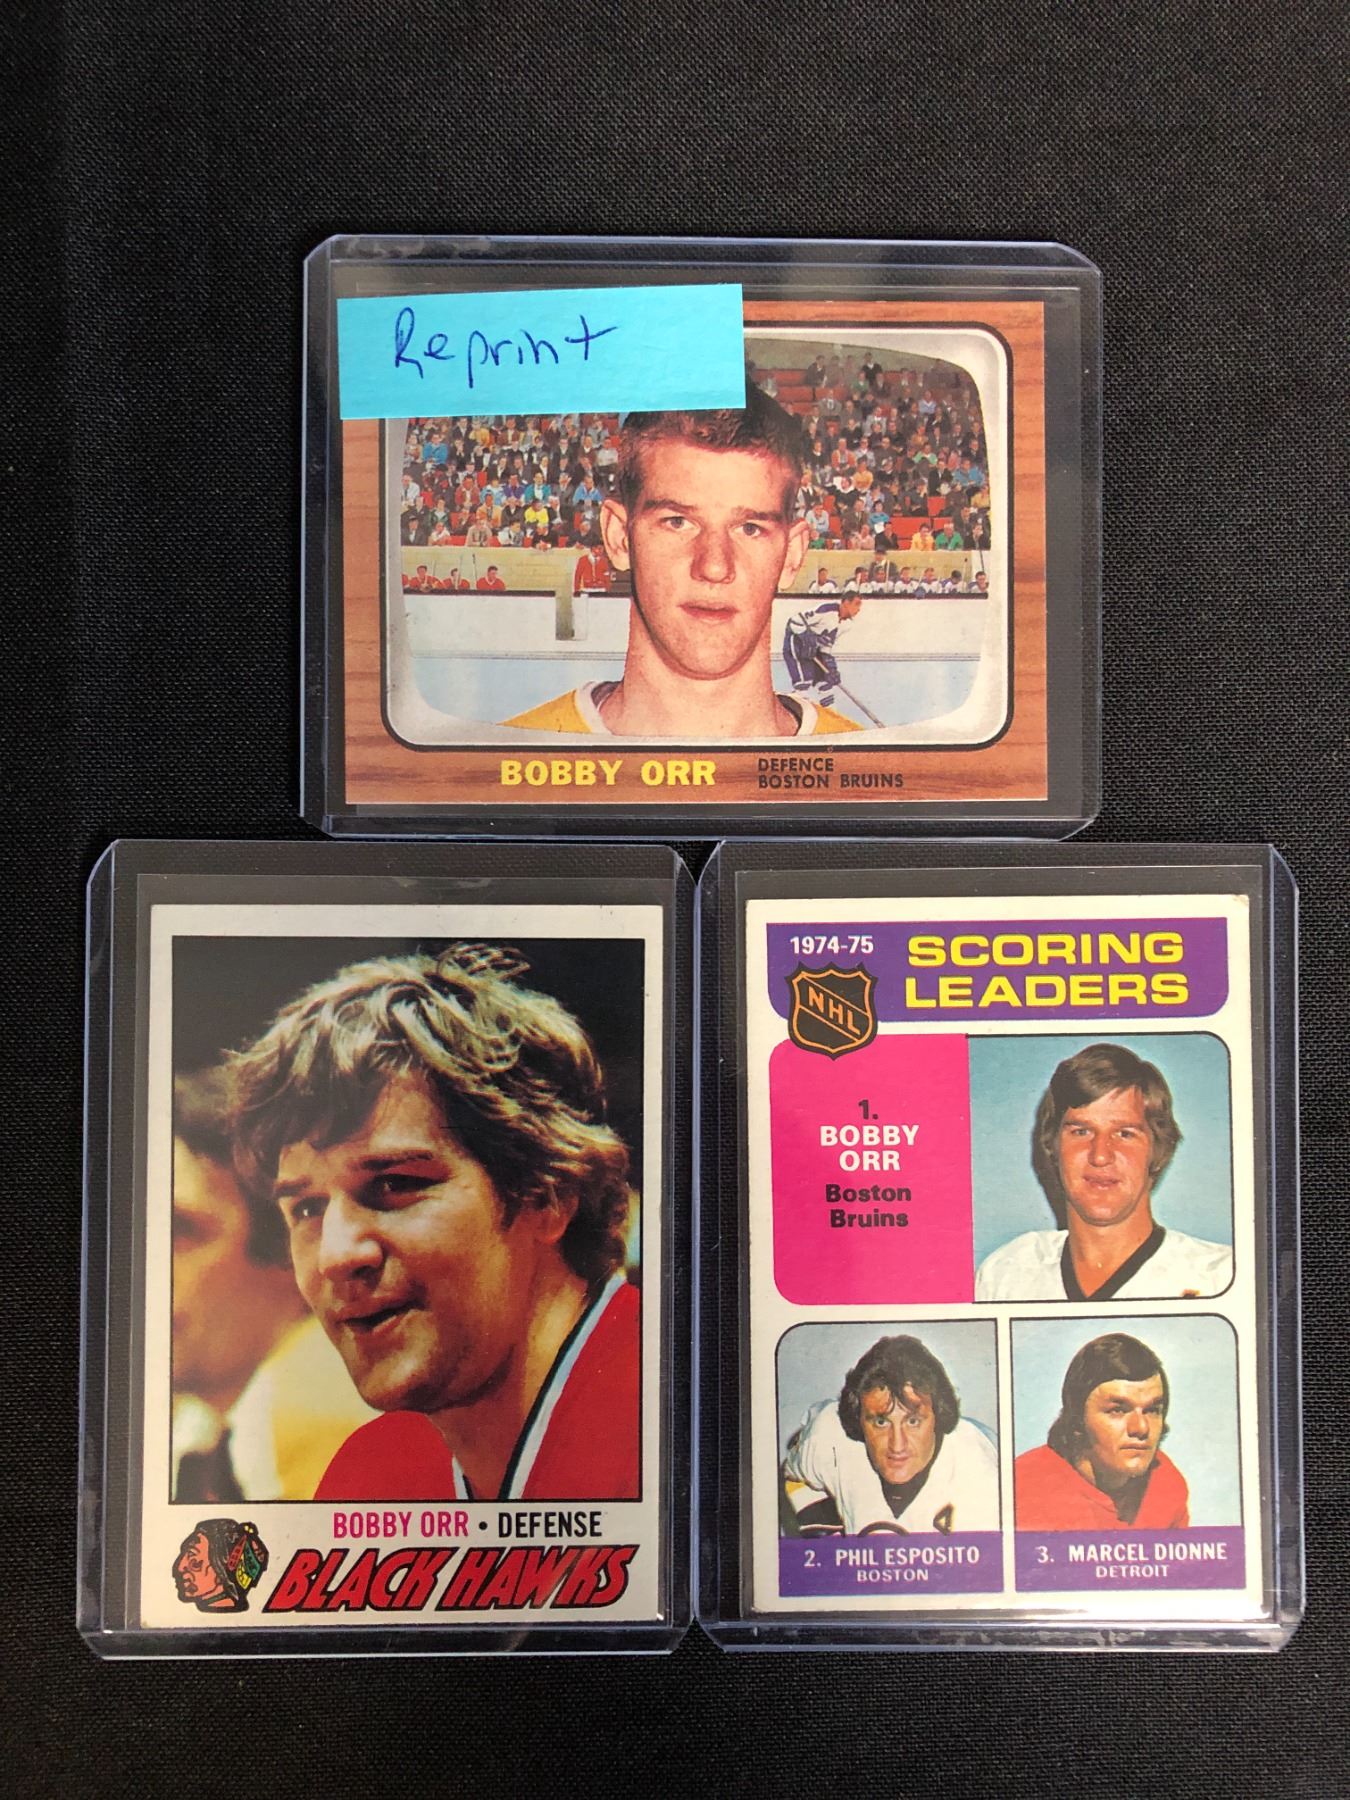 Reprint
BOBBY ORR
DEFENCE
BOSTON BRUINS
BOBBY ORR • DEFENSE
BLACK HAWKS
1974-75
SCORING
LEADERS
NHL
1.
BOBBY
ORR
Boston
Bruins
2. PHIL ESPOSITO
BOSTON
3. MARCEL DIONNE
DETROIT